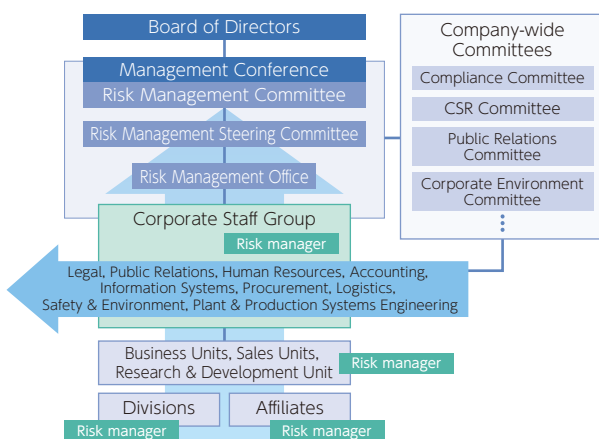 Board of Directors
Management Conference
Risk Management Committee
Risk Management Steering Committee
Risk Management Office
Corporate Staff Group
Risk manager
Legal, Public Relations, Human Resources, Accounting,
Information Systems, Procurement, Logistics,
Safety & Environment, Plant & Production Systems Engineering
Business Units, Sales Units,
Research & Development Unit
Risk manager
Divisions
Risk manager
Affiliates
Risk manager
Company-wide
Committees
Compliance Committee
CSR Committee
Public Relations
Committee
Corporate Environment
Committee